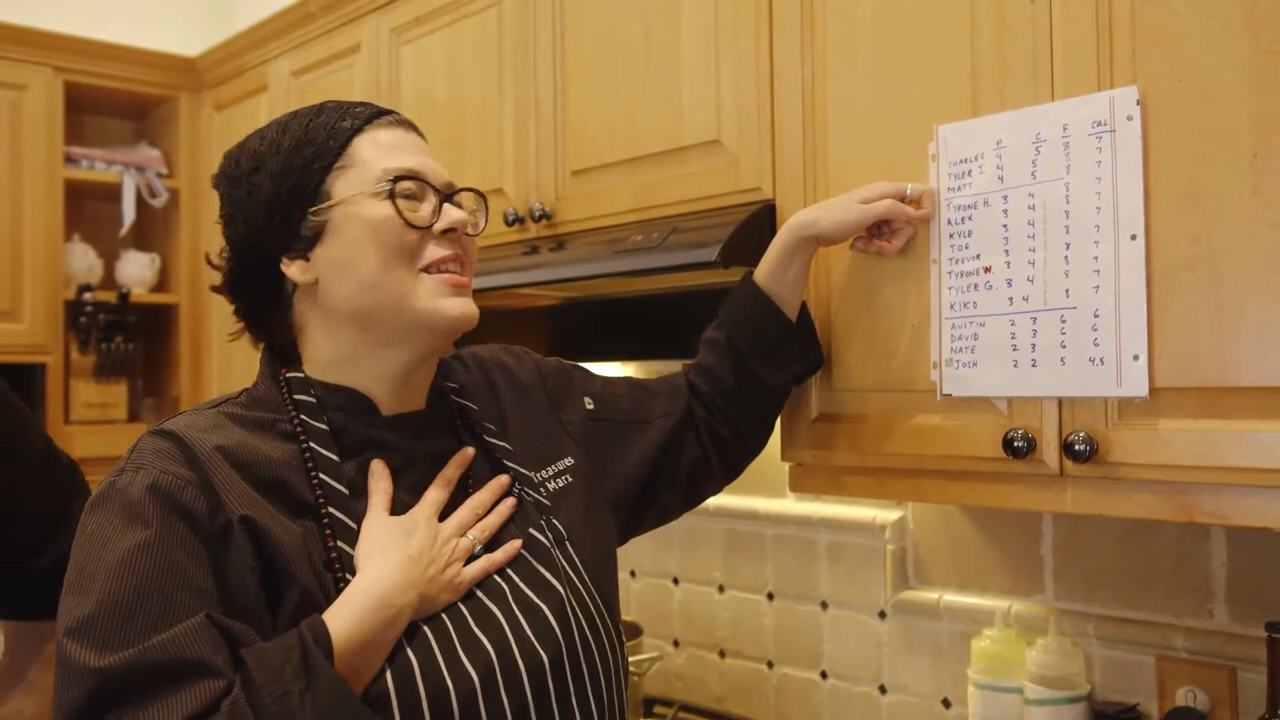 P C F CAL
CHARLES 4 5 8 7
TYLER J. 4 5 8 7
MATT 4 5 8 7
TYRONE H. 3 4 8 7
ALEX 3 4 8 7
KYLE 3 4 8 7
TOE 3 4 8 7
TREVOR 3 4 8 7
TYRONE W. 3 4 8 7
TYLER G. 3 4 8 7
KIKO 3 4 8 7
AUSTIN 2 3 6 6
DAVID 2 3 6 6
NATE 2 3 6 6
JOSH 2 2 5 4.5
Treasures
e Marx